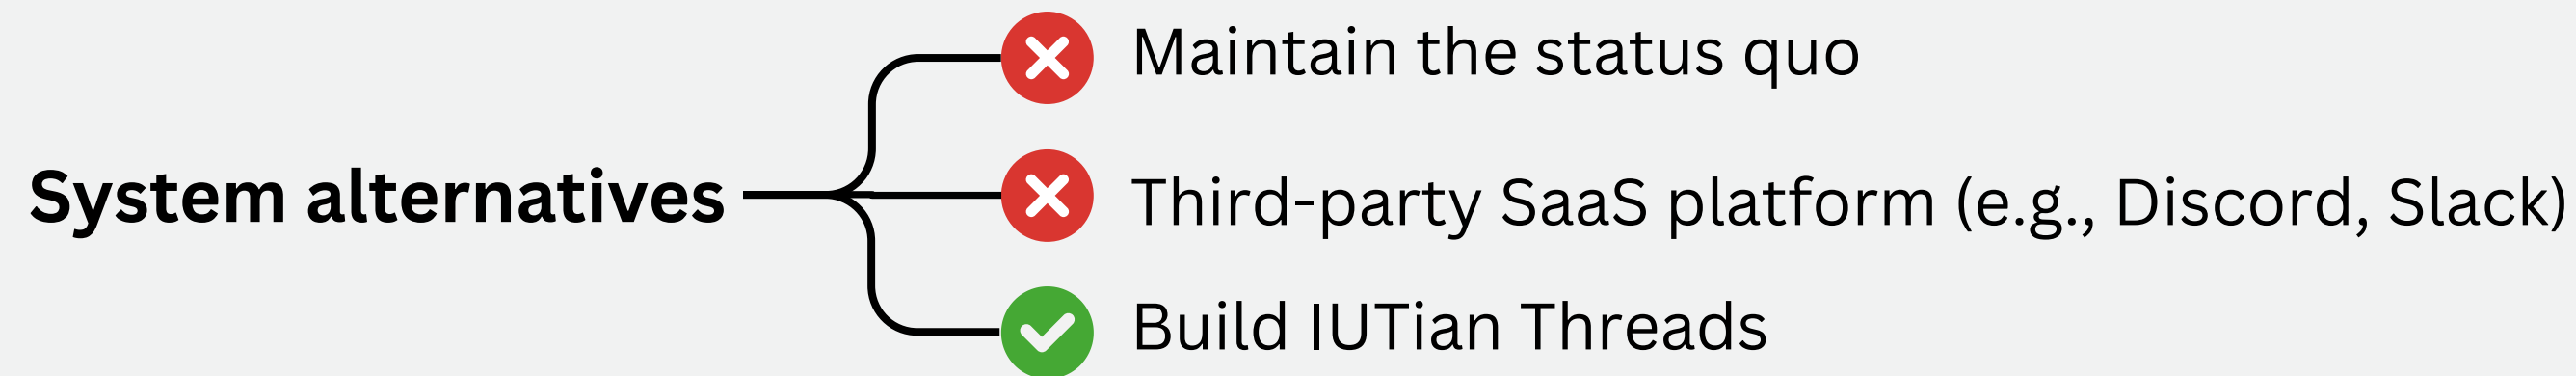 System alternatives
Maintain the status quo
Third-party SaaS platform (e.g., Discord, Slack)
Build IUTian Threads